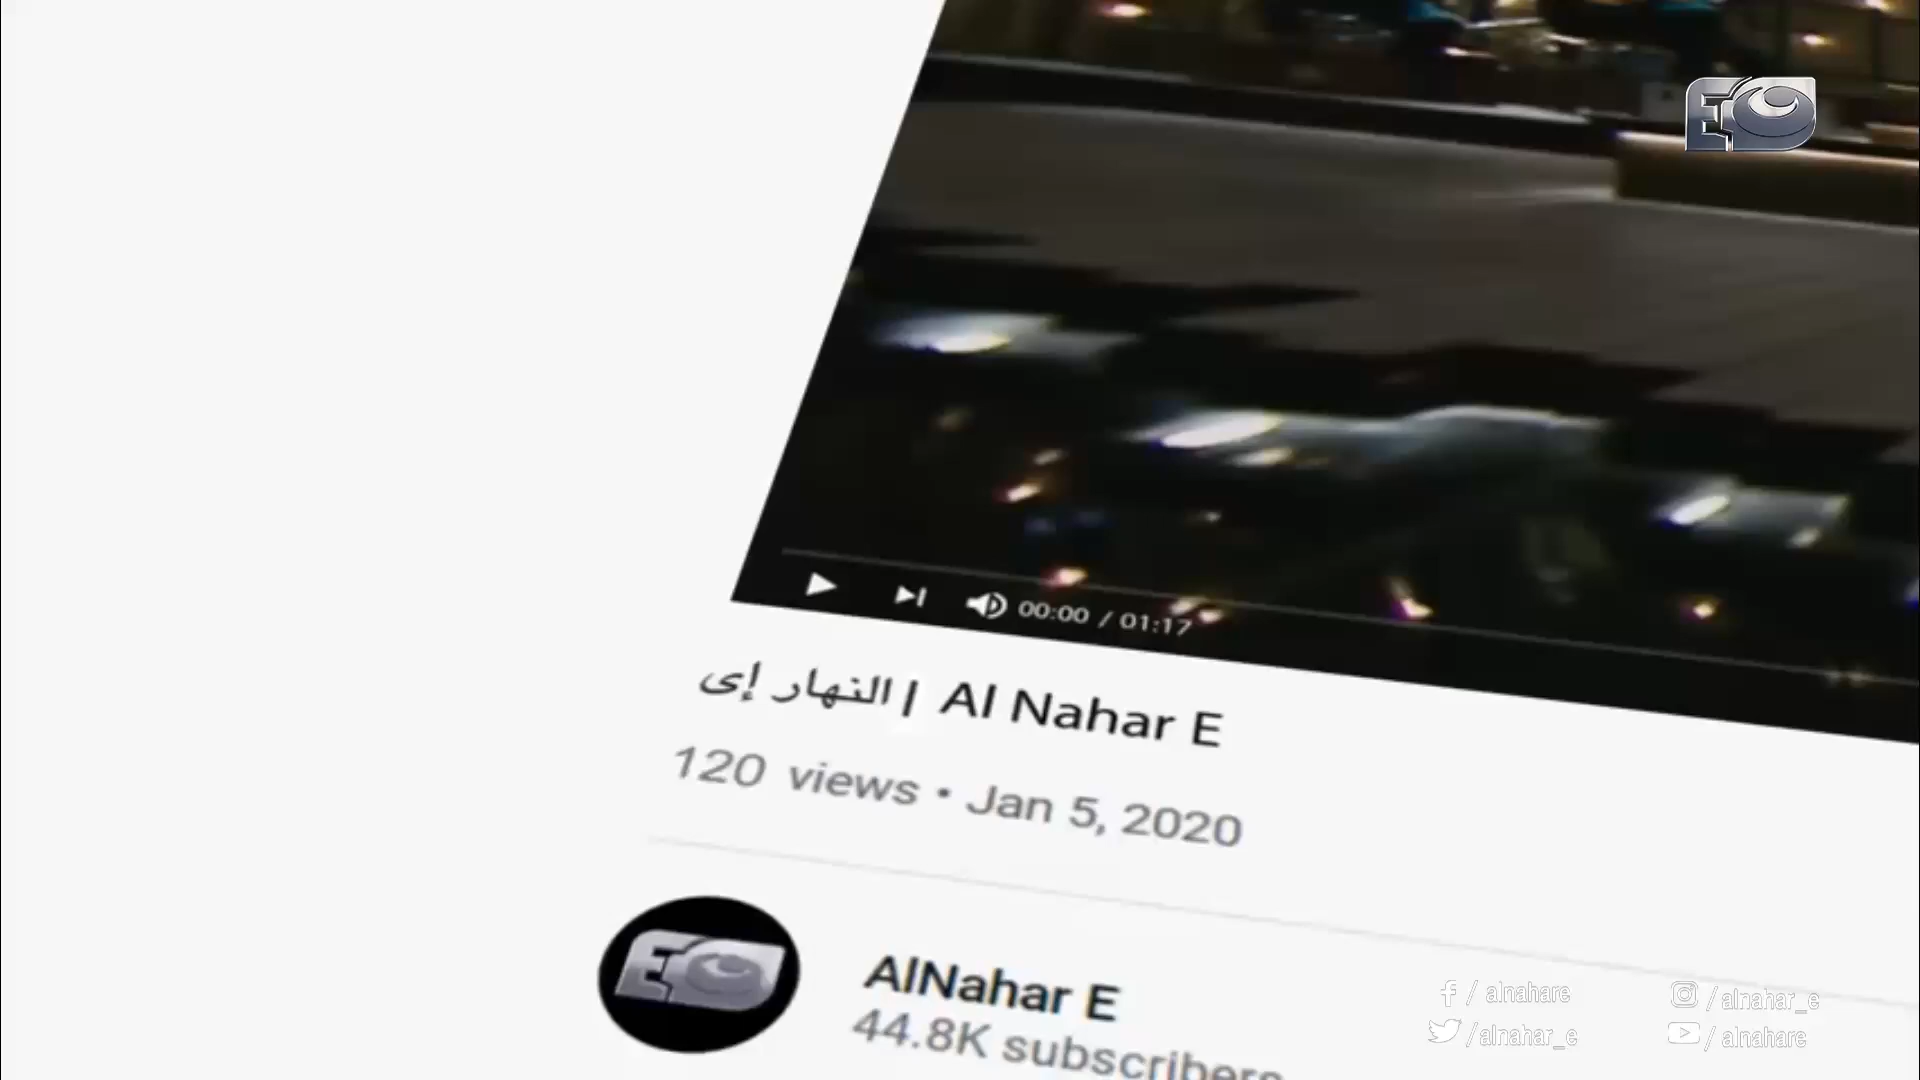 00:00 / 01:17
النهار إى | Al Nahar E
120 views • Jan 5, 2020
AlNahar E
44.8K subscribers
/ alnahare
/alnahar_e
/alnahar_e
/ alnahare